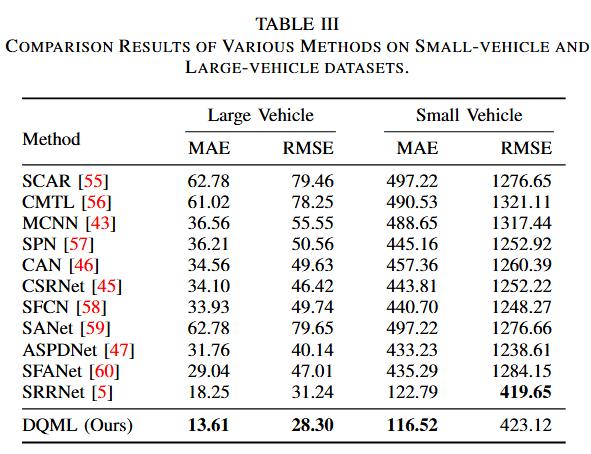 TABLE III
COMPARISON RESULTS OF VARIOUS METHODS ON SMALL-VEHICLE AND
LARGE-VEHICLE DATASETS.
Large Vehicle Small Vehicle
Method MAE RMSE MAE RMSE
SCAR [55] 62.78 79.46 497.22 1276.65
CMTL [56] 61.02 78.25 490.53 1321.11
MCNN [43] 36.56 55.55 488.65 1317.44
SPN [57] 36.21 50.56 445.16 1252.92
CAN [46] 34.56 49.63 457.36 1260.39
CSRNet [45] 34.10 46.42 443.81 1252.22
SFCN [58] 33.93 49.74 440.70 1248.27
SANet [59] 62.78 79.65 497.22 1276.66
ASPDNet [47] 31.76 40.14 433.23 1238.61
SFANet [60] 29.04 47.01 435.29 1284.15
SRRNet [5] 18.25 31.24 122.79 419.65
DQML (Ours) 13.61 28.30 116.52 423.12